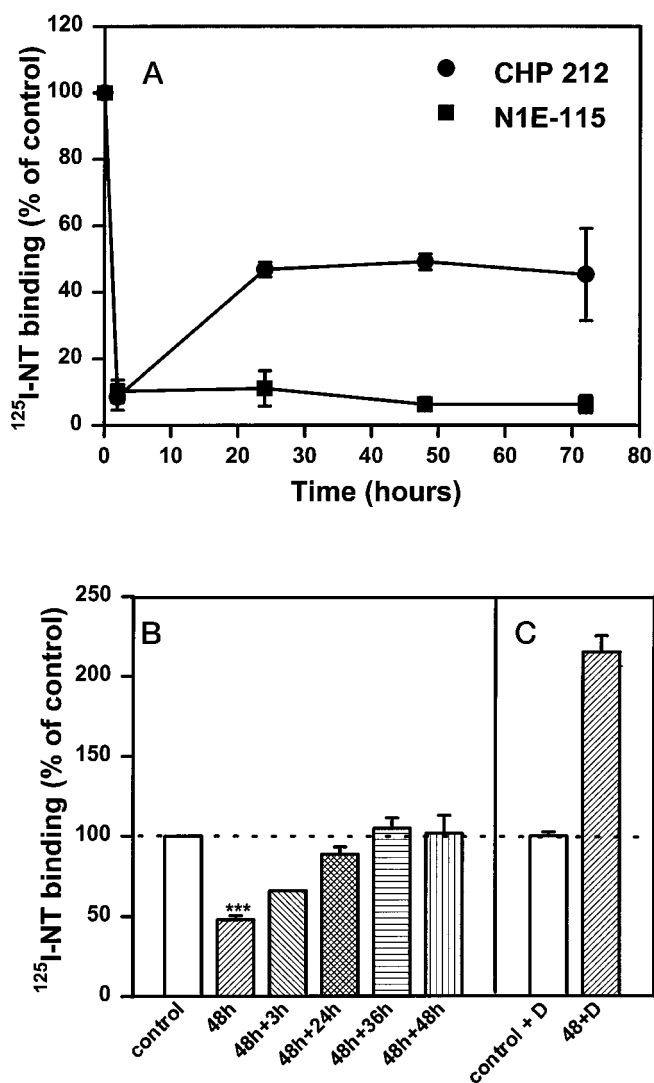 120
100
80
60
40
20
0
A
CHP 212
N1E-115
¹²⁵I-NT binding (% of control)
0 10 20 30 40 50 60 70 80
Time (hours)
250
200
150
100
50
0
B
C
***
¹²⁵I-NT binding (% of control)
control 48h 48h+3h 48h+24h 48h+36h 48h+48h control + D 48+D